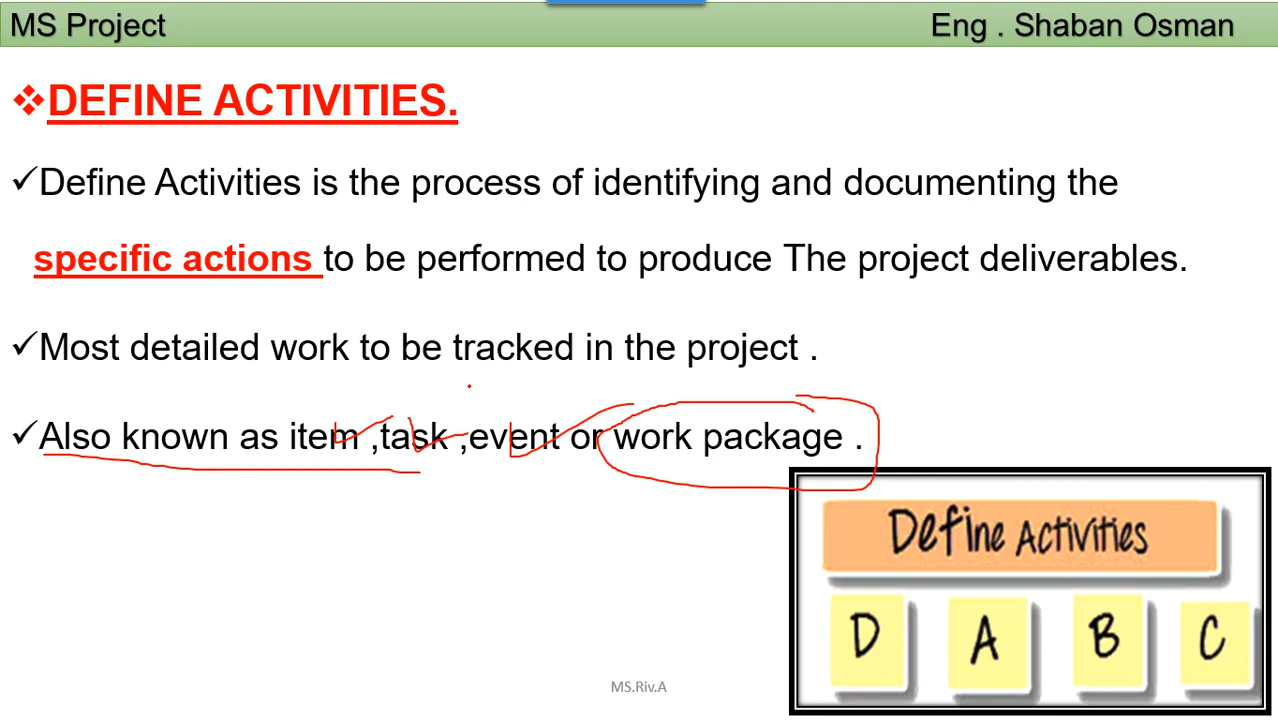 MS Project Eng . Shaban Osman
❖DEFINE ACTIVITIES.
✓Define Activities is the process of identifying and documenting the
specific actions to be performed to produce The project deliverables.
✓Most detailed work to be tracked in the project .
✓Also known as item ,task ,event or work package .
Define Activities
D A B C
MS.Riv.A